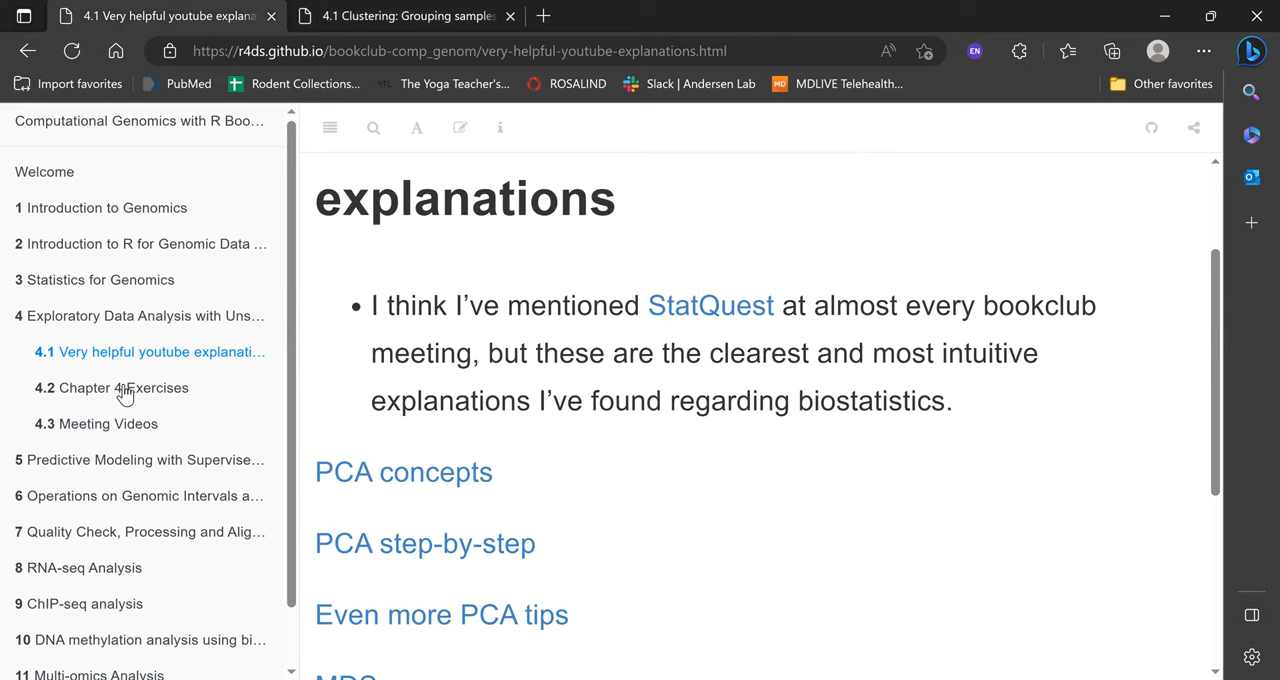 4.1 Very helpful youtube explana
4.1 Clustering: Grouping samples
https://r4ds.github.io/bookclub-comp_genom/very-helpful-youtube-explanations.html
EN
Import favorites
PubMed
Rodent Collections...
YTL
The Yoga Teacher's...
ROSALIND
Slack | Andersen Lab
MD
MDLIVE Telehealth...
Other favorites
Computational Genomics with R Boo...
Welcome
1 Introduction to Genomics
2 Introduction to R for Genomic Data ...
3 Statistics for Genomics
4 Exploratory Data Analysis with Uns...
4.1 Very helpful youtube explanati...
4.2 Chapter 4 Exercises
4.3 Meeting Videos
5 Predictive Modeling with Supervise...
6 Operations on Genomic Intervals a...
7 Quality Check, Processing and Alig...
8 RNA-seq Analysis
9 ChIP-seq analysis
10 DNA methylation analysis using bi...
11 Multi-omics Analysis
explanations
• I think I've mentioned StatQuest at almost every bookclub
meeting, but these are the clearest and most intuitive
explanations I've found regarding biostatistics.
PCA concepts
PCA step-by-step
Even more PCA tips
MDS